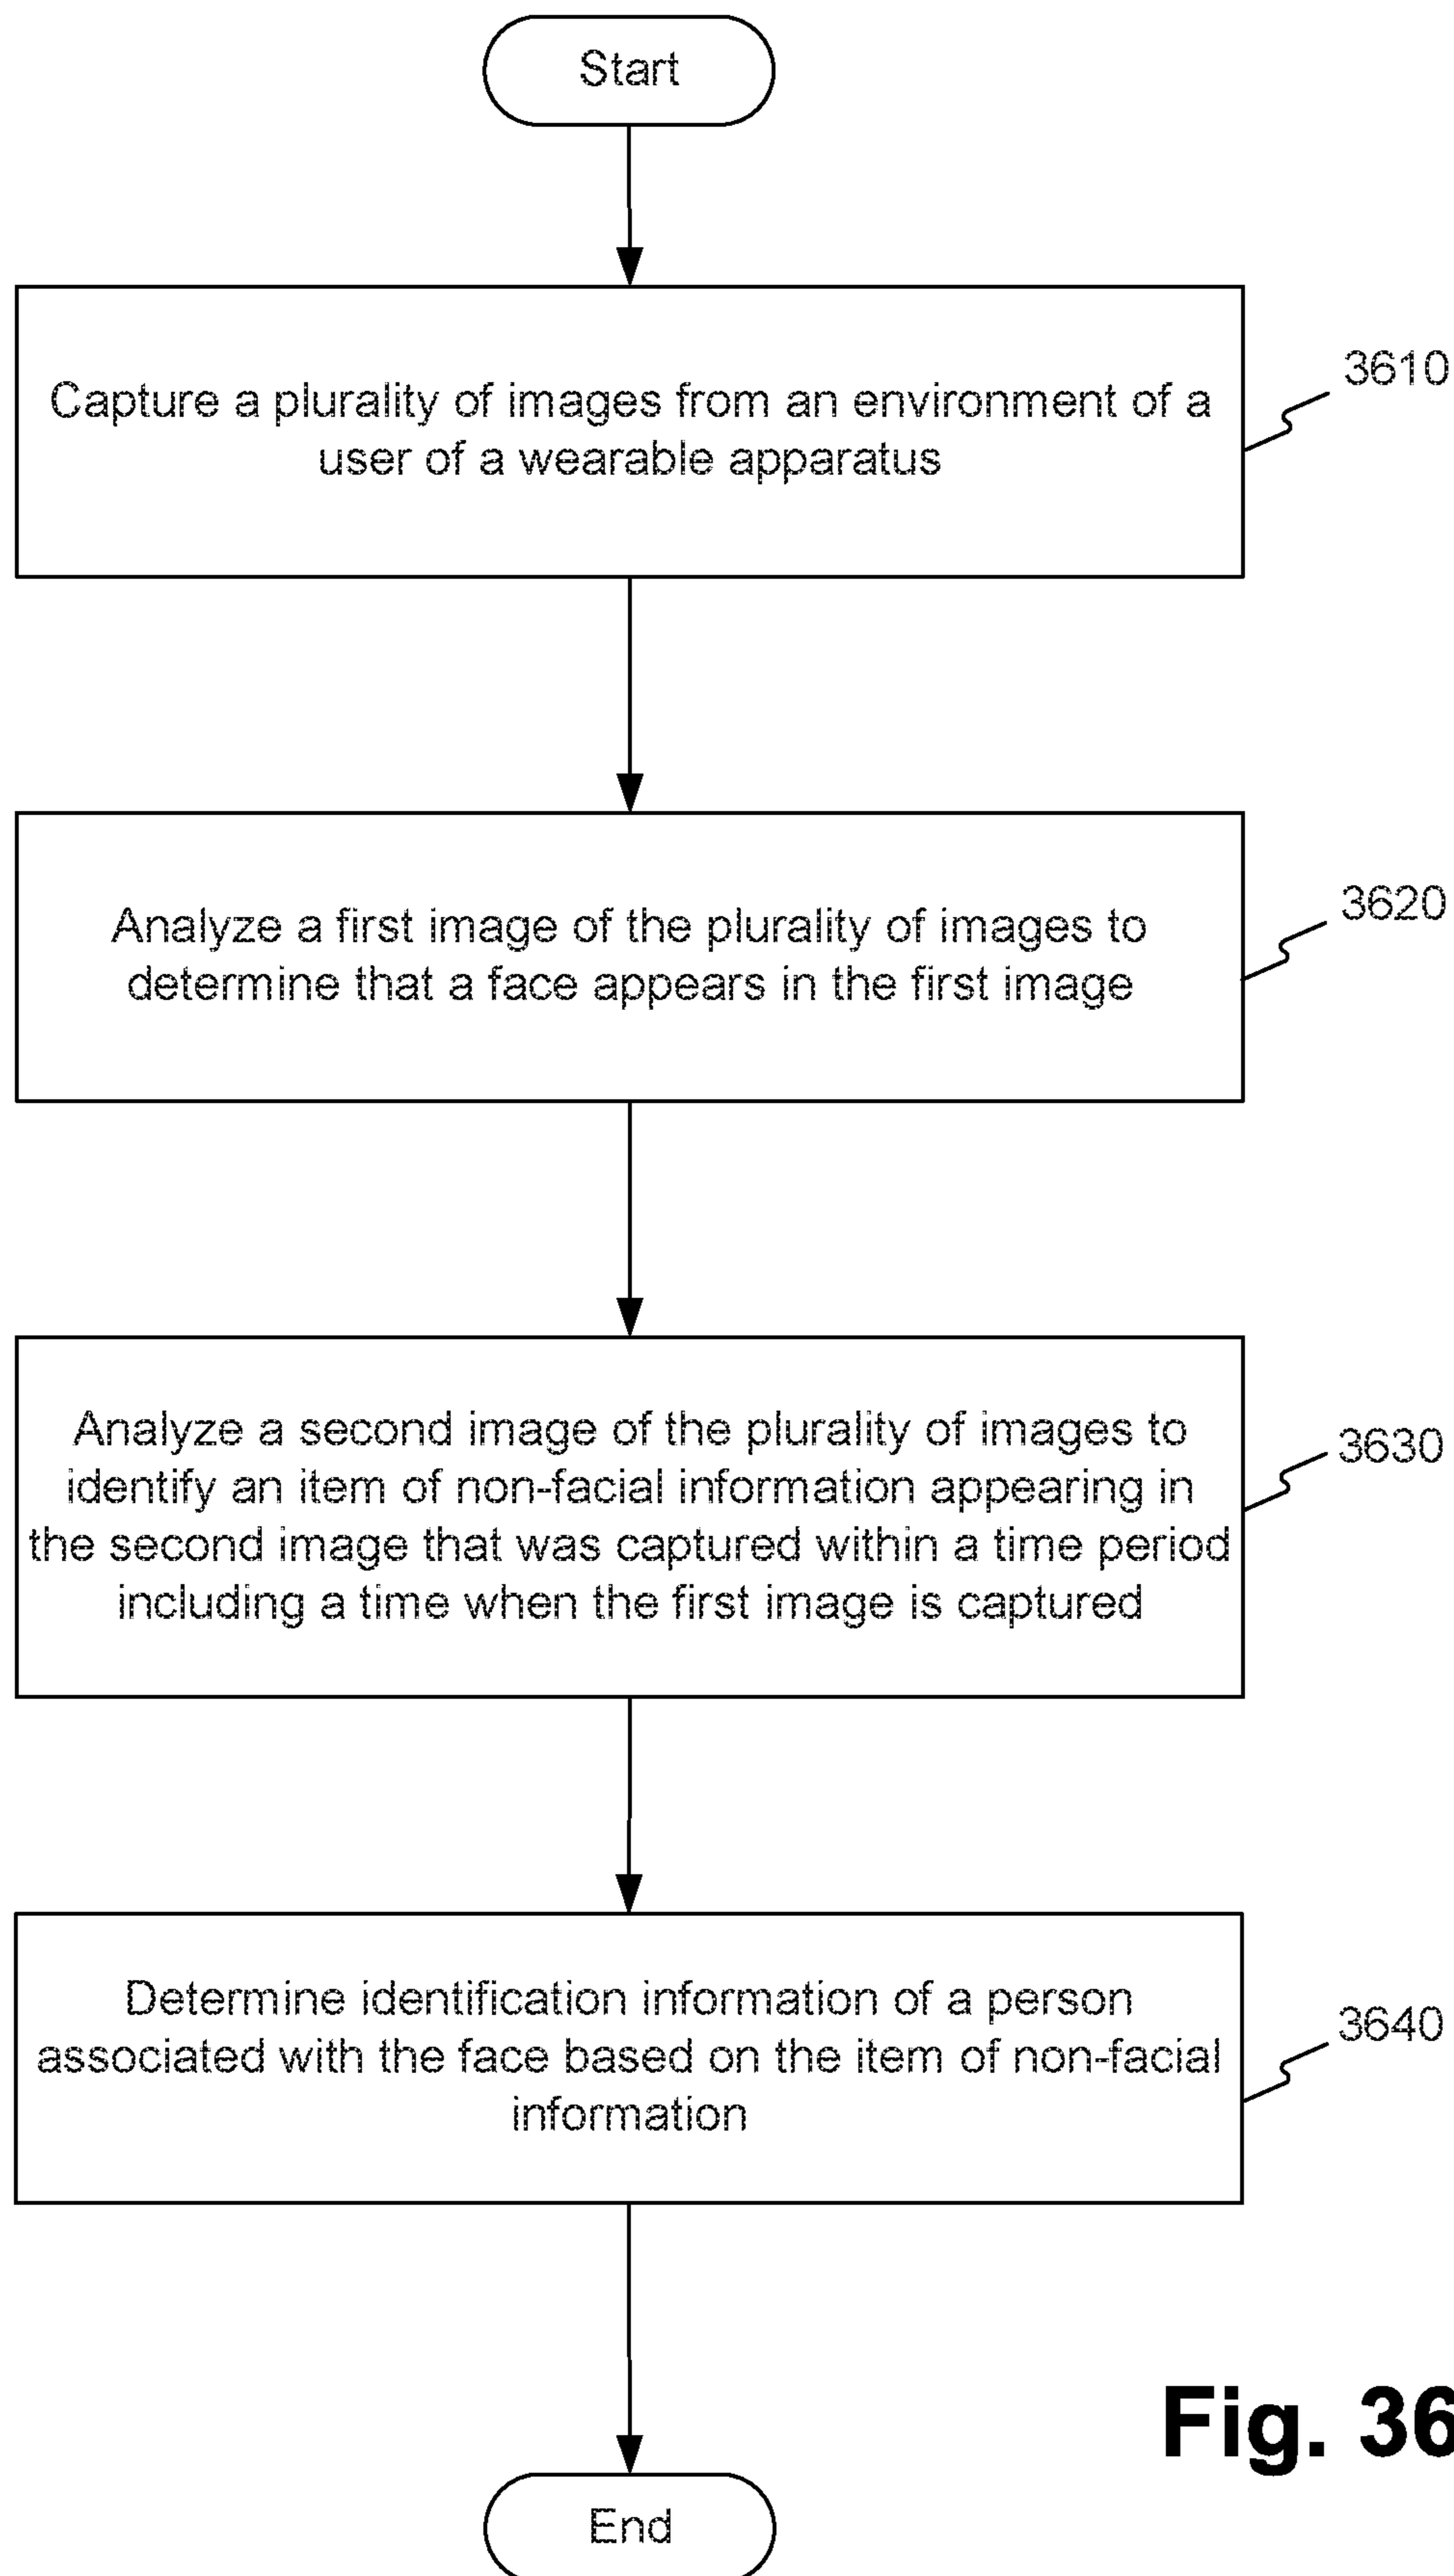 Start
Capture a plurality of images from an environment of a
user of a wearable apparatus
3610
Analyze a first image of the plurality of images to
determine that a face appears in the first image
3620
Analyze a second image of the plurality of images to
identify an item of non-facial information appearing in
the second image that was captured within a time period
including a time when the first image is captured
3630
Determine identification information of a person
associated with the face based on the item of non-facial
information
3640
Fig. 36
End